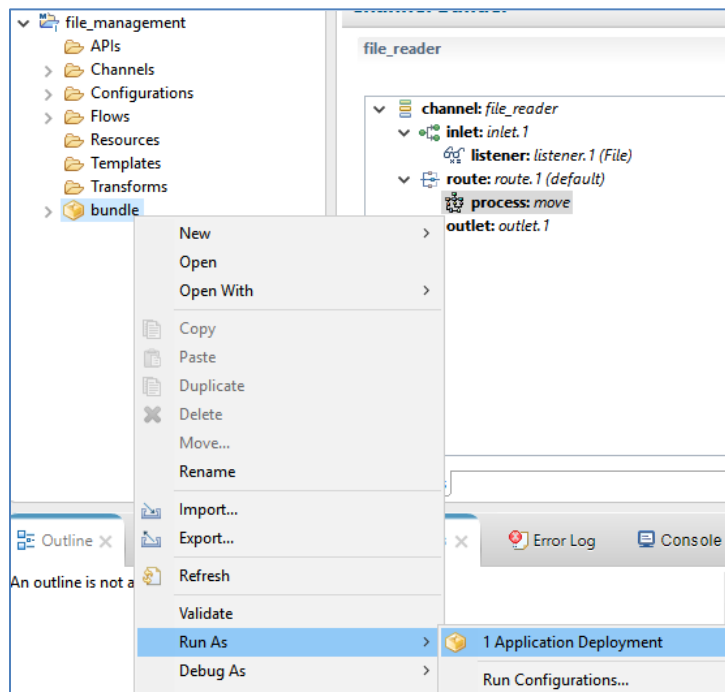 file_management
APIs
Channels
Configurations
Flows
Resources
Templates
Transforms
bundle
file_reader
channel: file_reader
inlet: inlet.1
listener: listener.1 (File)
route: route.1 (default)
process: move
outlet: outlet.1
New
Open
Open With
Copy
Paste
Duplicate
Delete
Move...
Rename
Import...
Export...
Refresh
Validate
Run As
Debug As
1 Application Deployment
Run Configurations...
Outline
An outline is not a
Error Log
Console